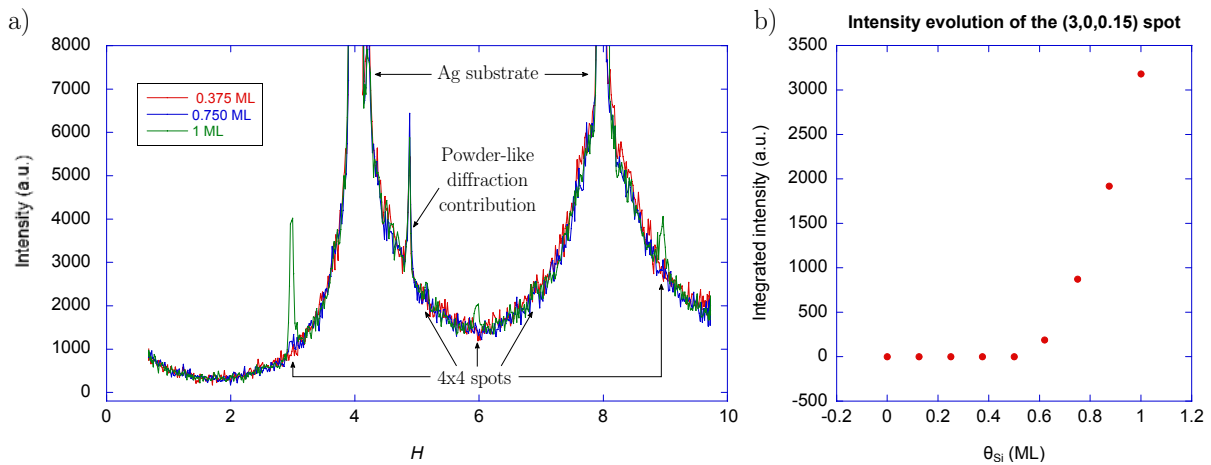 a)
8000
7000
6000
5000
4000
3000
2000
1000
0
Intensity (a.u.)
0.375 ML
0.750 ML
1 ML
Ag substrate
Powder-like
diffraction
contribution
4x4 spots
0 2 4 6 8 10
H
b)
Intensity evolution of the (3,0,0.15) spot
3500
3000
2500
2000
1500
1000
500
0
-500
Integrated intensity (a.u.)
-0.2 0 0.2 0.4 0.6 0.8 1 1.2
θSi (ML)